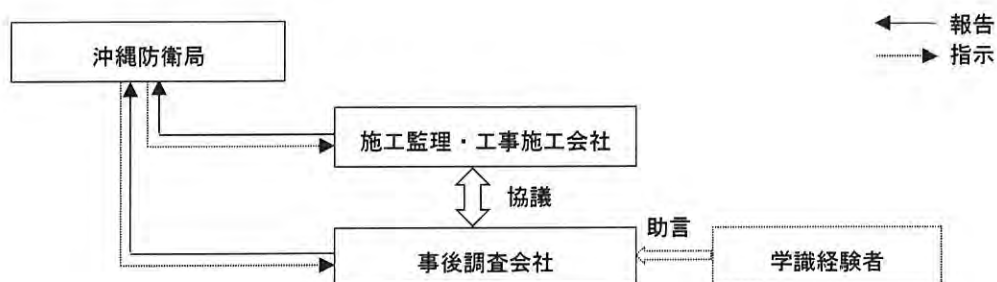 沖縄防衛局
報告
指示
施工監理・工事施工会社
協議
助言
事後調査会社
学識経験者